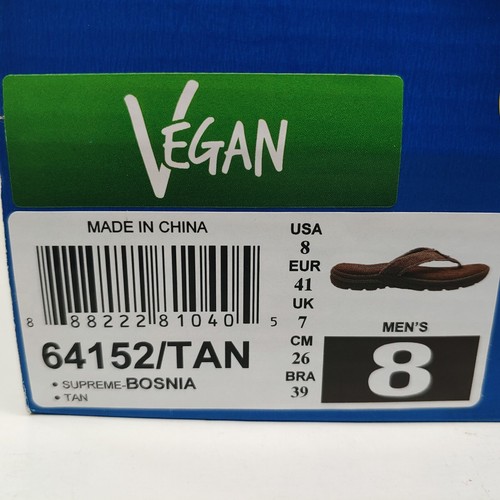 VEGAN
MADE IN CHINA
8 88222 81040 5
64152/TAN
• SUPREME-BOSNIA
• TAN
USA
8
EUR
41
UK
7
CM
26
BRA
39
MEN'S
8